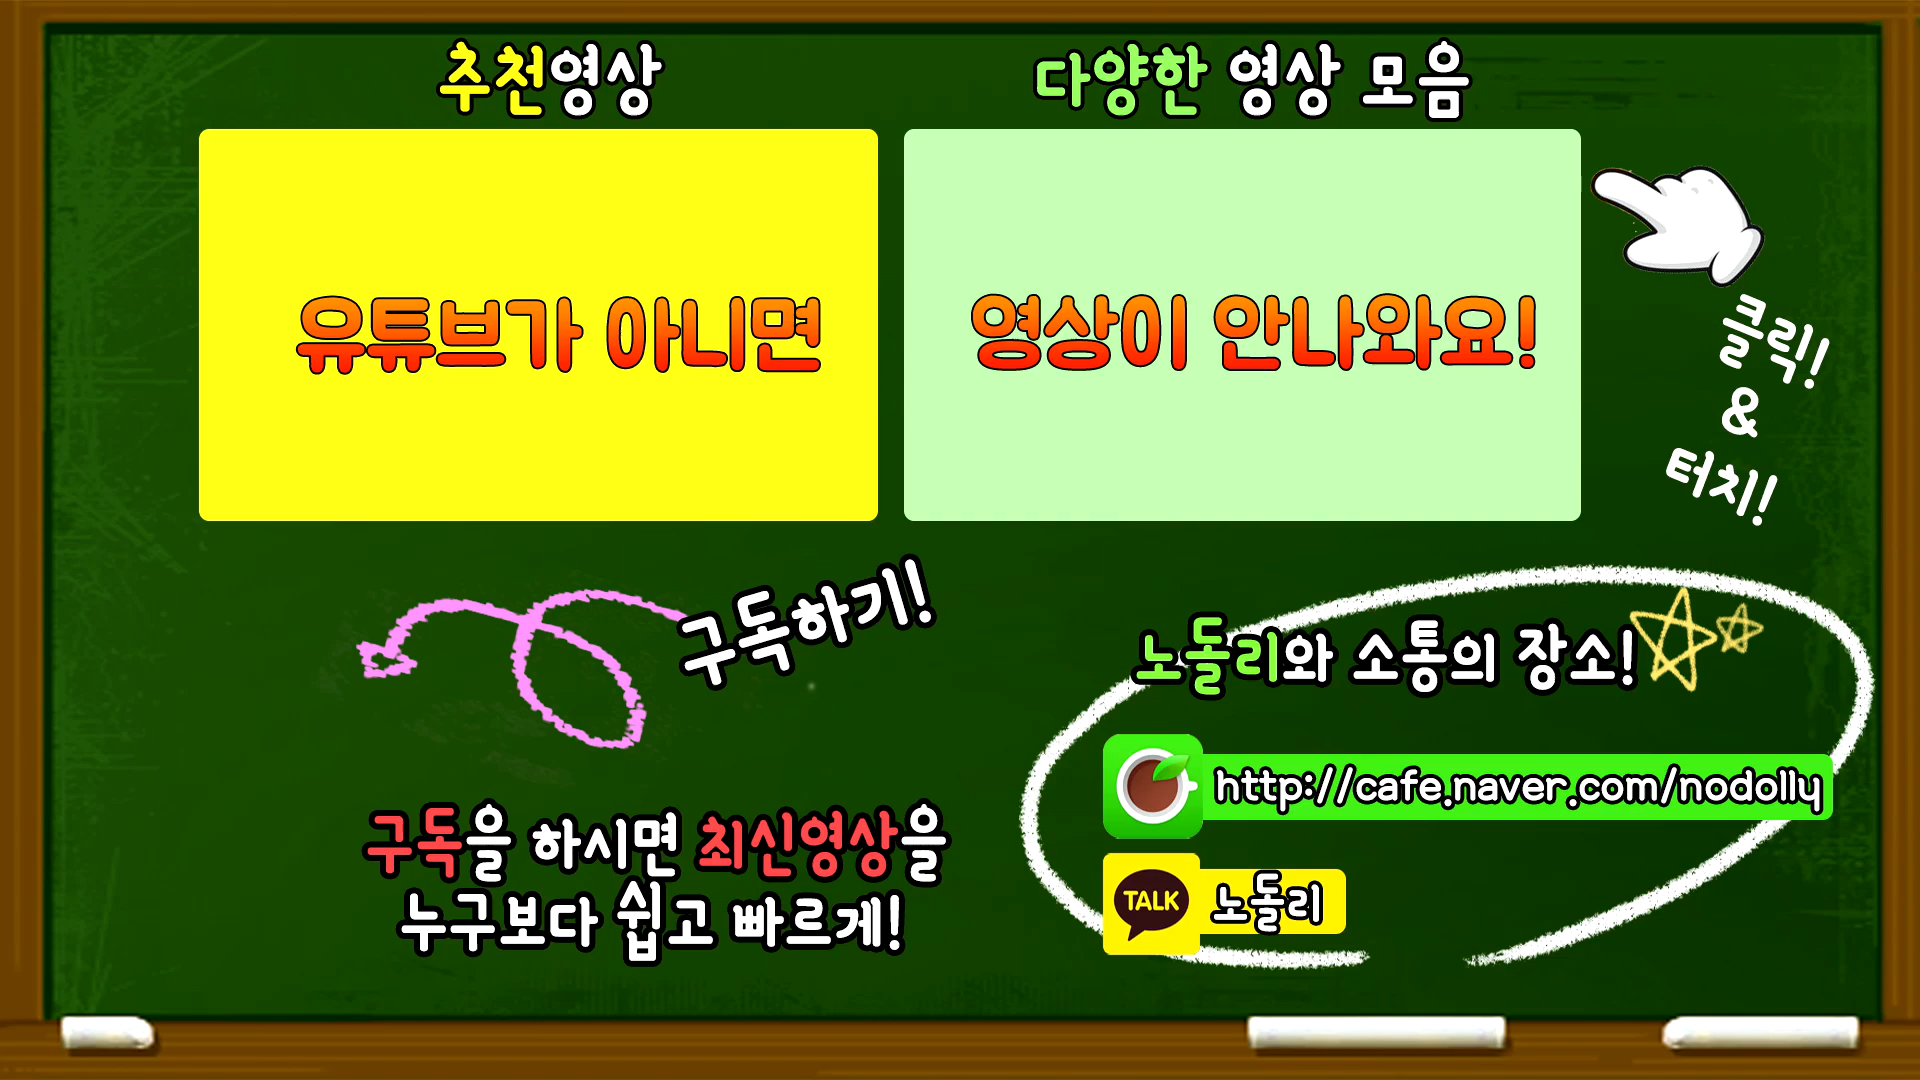 추천영상
다양한 영상 모음
유튜브가 아니면
영상이 안나와요!
클릭!
&
터치!
구독하기!
노돌리와 소통의 장소!
http://cafe.naver.com/nodolly
구독을 하시면 최신영상을
누구보다 쉽고 빠르게!
TALK 노돌리